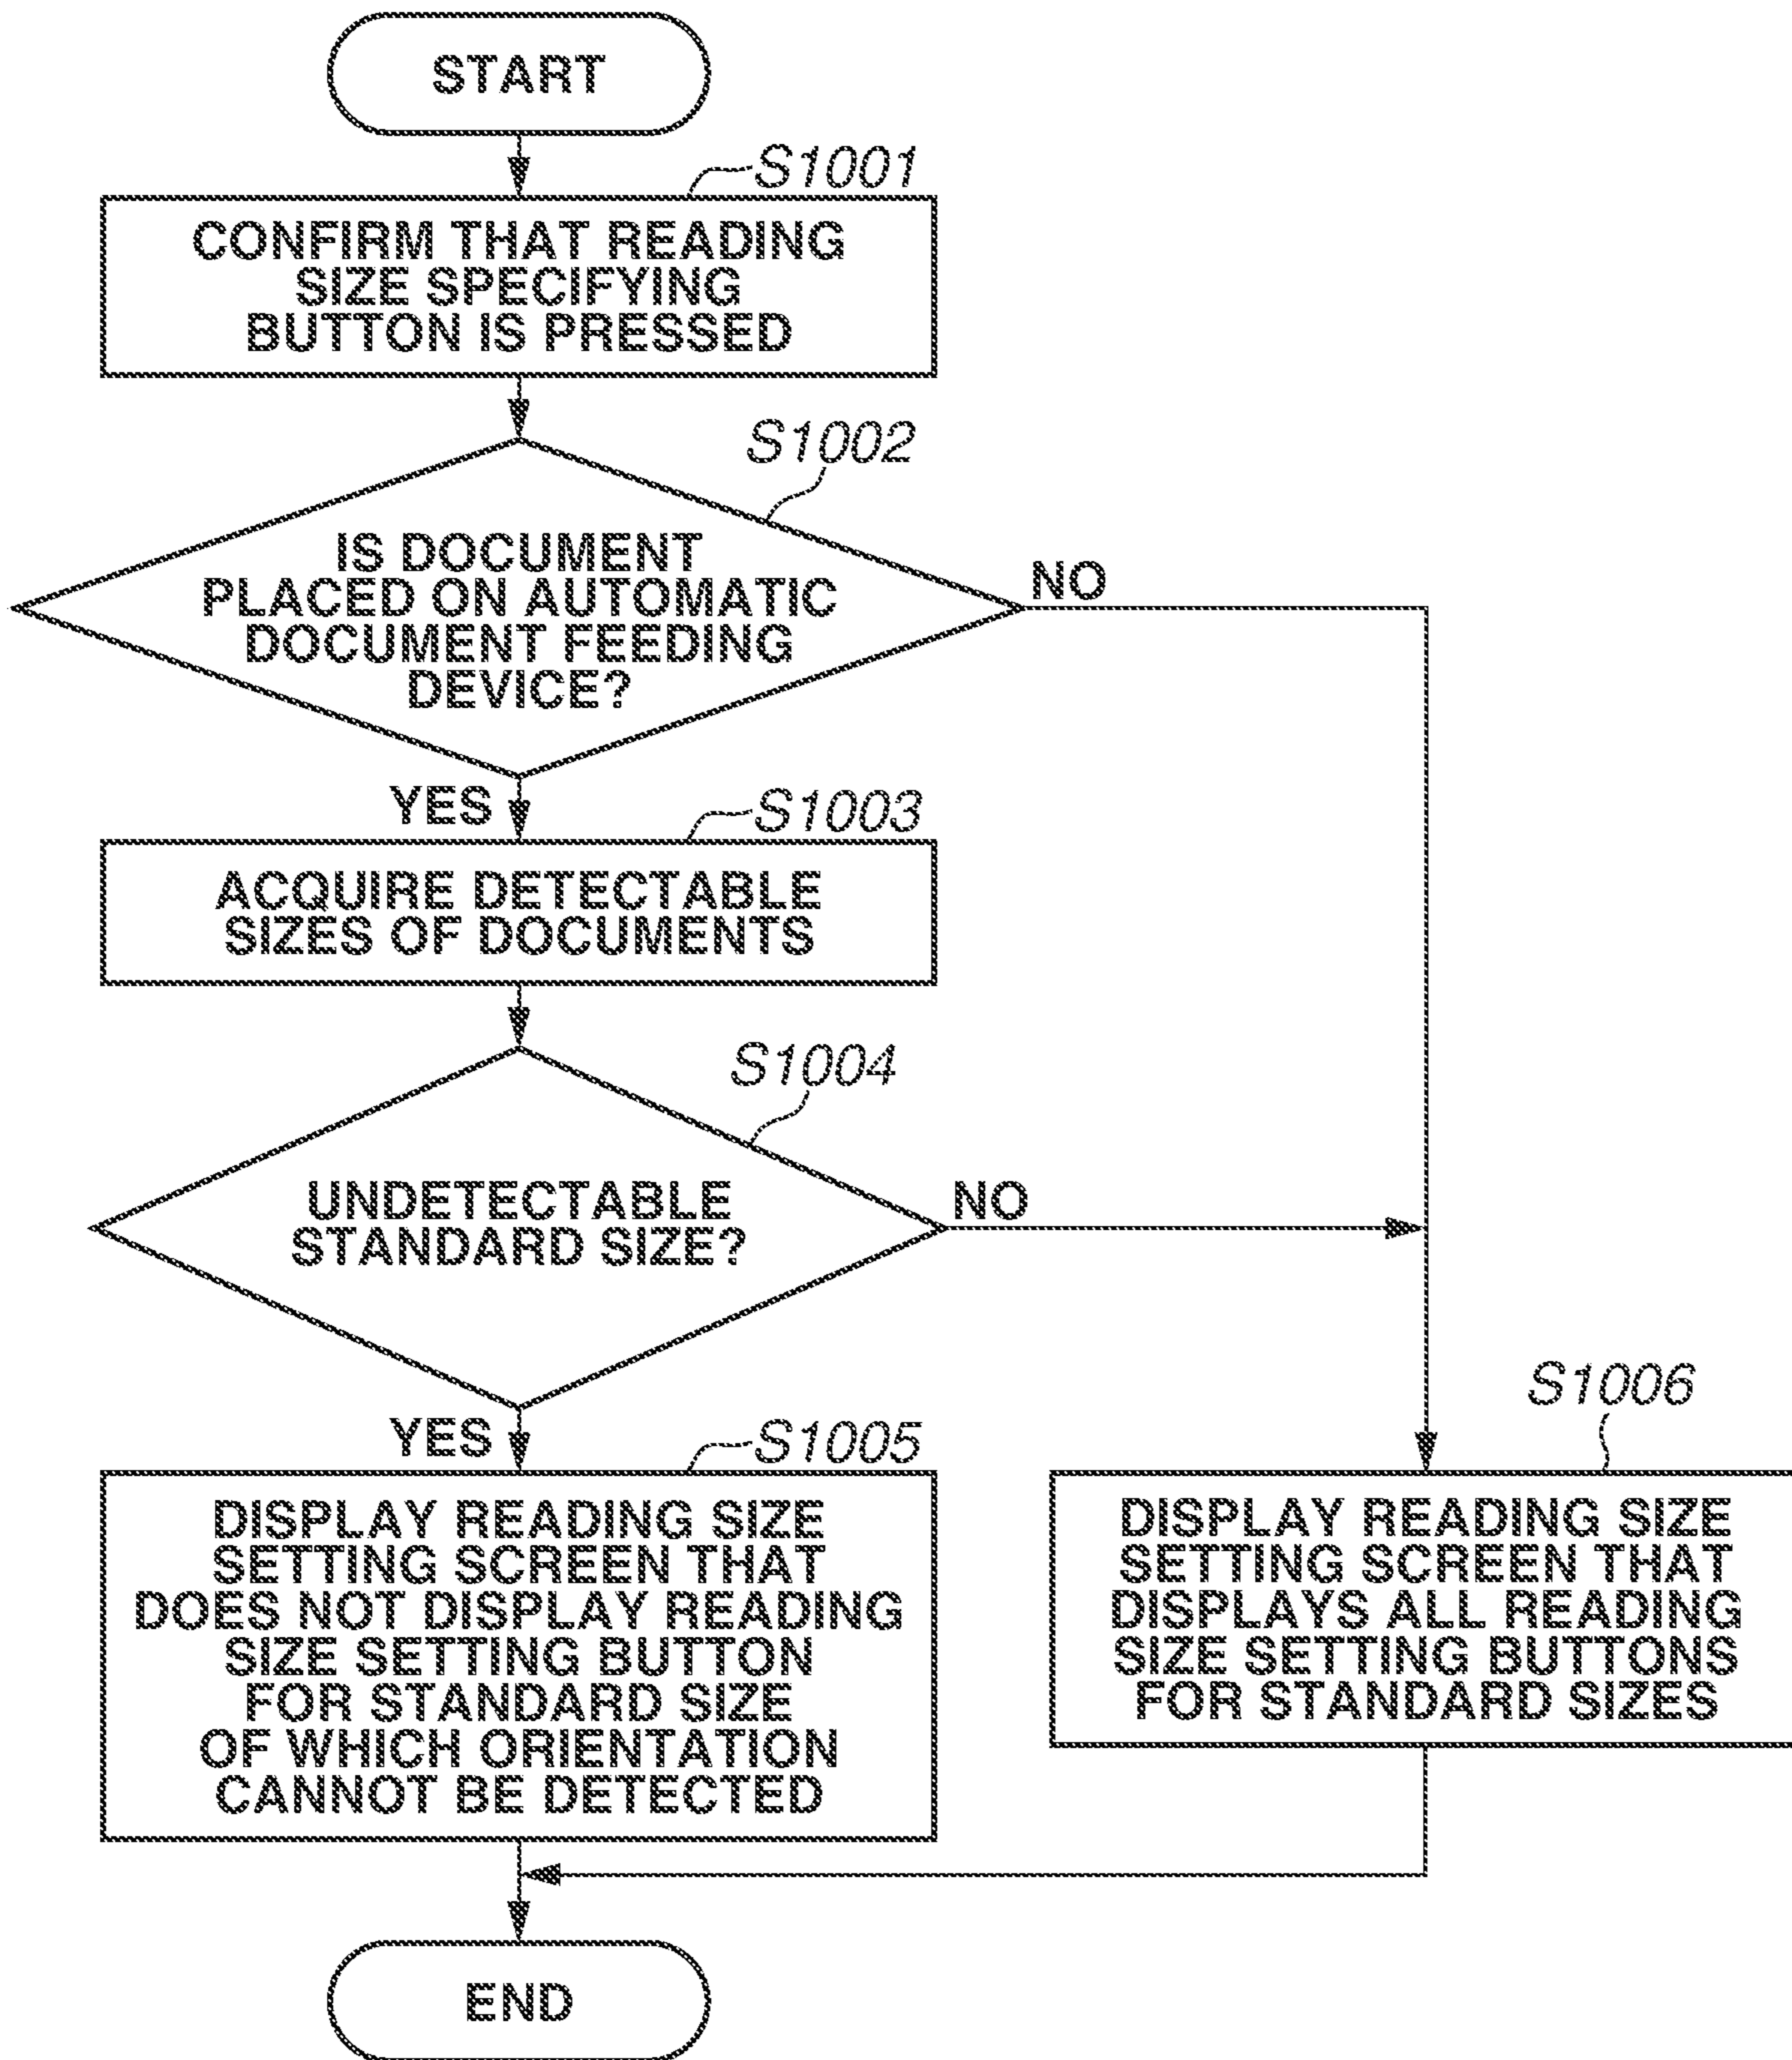 START
S1001
CONFIRM THAT READING
SIZE SPECIFYING
BUTTON IS PRESSED
S1002
IS DOCUMENT
PLACED ON AUTOMATIC
DOCUMENT FEEDING
DEVICE?
NO
YES
S1003
ACQUIRE DETECTABLE
SIZES OF DOCUMENTS
S1004
UNDETECTABLE
STANDARD SIZE?
NO
YES
S1005
DISPLAY READING SIZE
SETTING SCREEN THAT
DOES NOT DISPLAY READING
SIZE SETTING BUTTON
FOR STANDARD SIZE
OF WHICH ORIENTATION
CANNOT BE DETECTED
S1006
DISPLAY READING SIZE
SETTING SCREEN THAT
DISPLAYS ALL READING
SIZE SETTING BUTTONS
FOR STANDARD SIZES
END